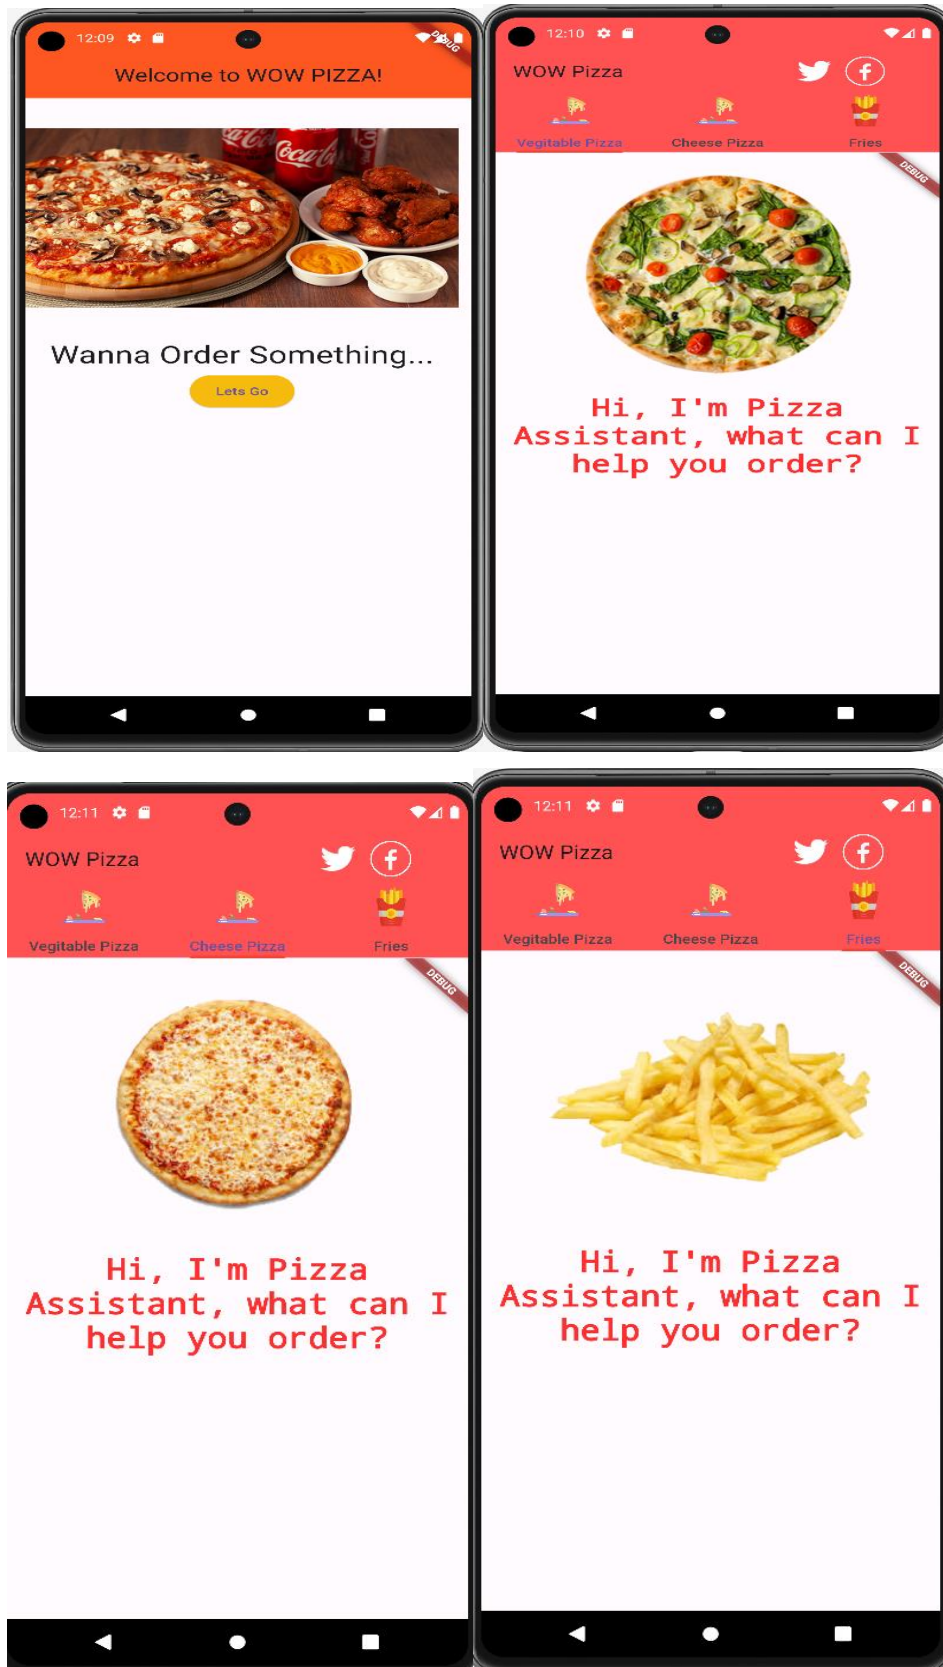 12:09
DEBUG
Welcome to WOW PIZZA!
Coca-Cola
Wanna Order Something...
Lets Go
12:10
WOW Pizza
Vegitable Pizza
Cheese Pizza
Fries
DEBUG
Hi, I'm Pizza
Assistant, what can I
help you order?
12:11
WOW Pizza
Vegitable Pizza
Cheese Pizza
Fries
DEBUG
Hi, I'm Pizza
Assistant, what can I
help you order?
12:11
WOW Pizza
Vegitable Pizza
Cheese Pizza
Fries
DEBUG
Hi, I'm Pizza
Assistant, what can I
help you order?